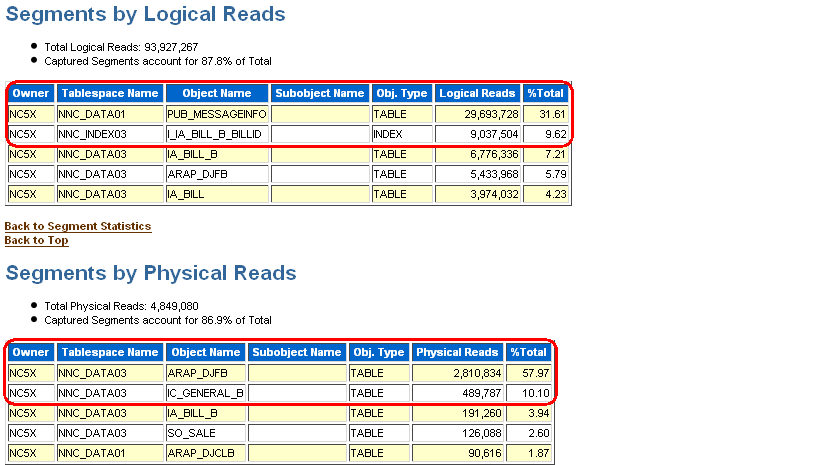 Segments by Logical Reads
Total Logical Reads: 93,927,267
Captured Segments account for 87.8% of Total
Owner Tablespace Name Object Name Subobject Name Obj. Type Logical Reads %Total
NC5X NNC_DATA01 PUB_MESSAGEINFO TABLE 29,693,728 31.61
NC5X NNC_INDEX03 I_IA_BILL_B_BILLID INDEX 9,037,504 9.62
NC5X NNC_DATA03 IA_BILL_B TABLE 6,776,336 7.21
NC5X NNC_DATA03 ARAP_DJFB TABLE 5,433,968 5.79
NC5X NNC_DATA03 IA_BILL TABLE 3,974,032 4.23
Back to Segment Statistics
Back to Top
Segments by Physical Reads
Total Physical Reads: 4,849,080
Captured Segments account for 86.9% of Total
Owner Tablespace Name Object Name Subobject Name Obj. Type Physical Reads %Total
NC5X NNC_DATA03 ARAP_DJFB TABLE 2,810,834 57.97
NC5X NNC_DATA03 IC_GENERAL_B TABLE 489,787 10.10
NC5X NNC_DATA03 IA_BILL_B TABLE 191,260 3.94
NC5X NNC_DATA03 SO_SALE TABLE 126,088 2.60
NC5X NNC_DATA01 ARAP_DJCLB TABLE 90,616 1.87